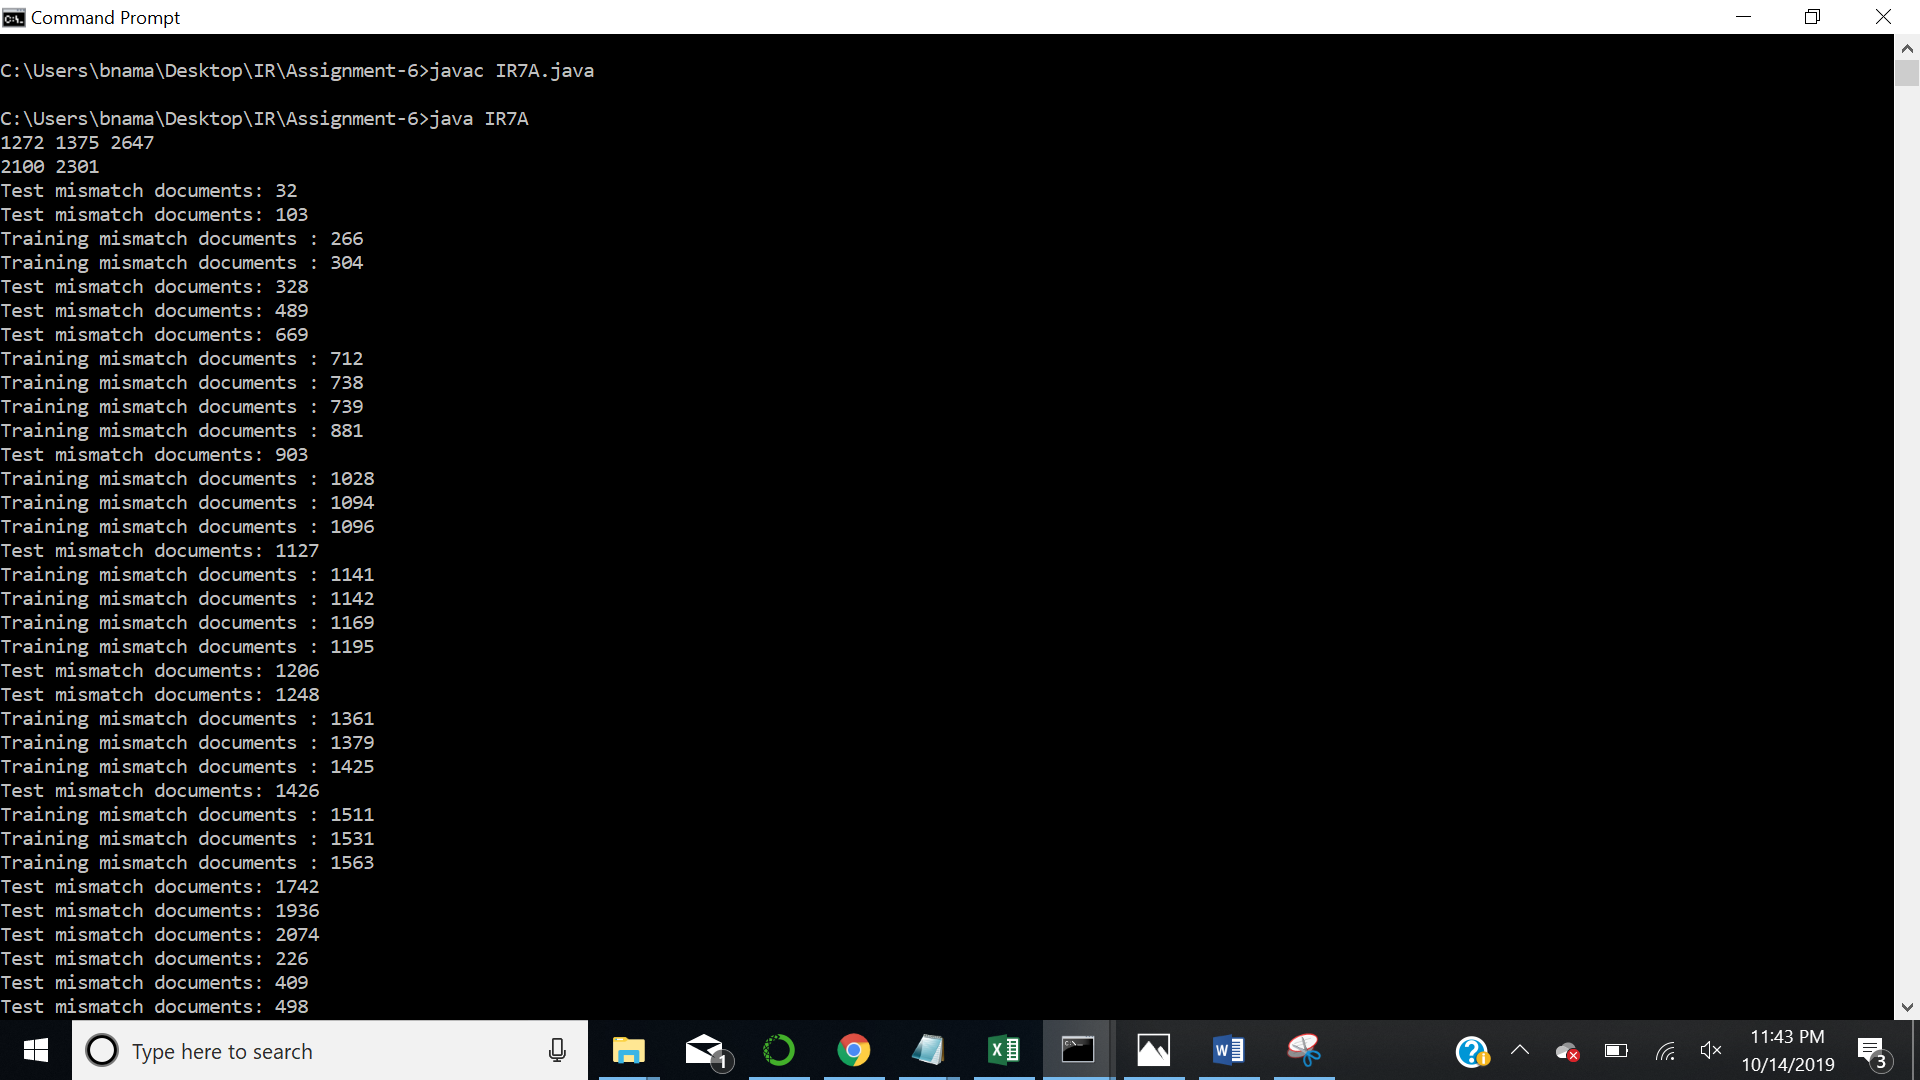 Command Prompt
C:\Users\bnama\Desktop\IR\Assignment-6>javac IR7A.java
C:\Users\bnama\Desktop\IR\Assignment-6>java IR7A
1272 1375 2647
2100 2301
Test mismatch documents: 32
Test mismatch documents: 103
Training mismatch documents : 266
Training mismatch documents : 304
Test mismatch documents: 328
Test mismatch documents: 489
Test mismatch documents: 669
Training mismatch documents : 712
Training mismatch documents : 738
Training mismatch documents : 739
Training mismatch documents : 881
Test mismatch documents: 903
Training mismatch documents : 1028
Training mismatch documents : 1094
Training mismatch documents : 1096
Test mismatch documents: 1127
Training mismatch documents : 1141
Training mismatch documents : 1142
Training mismatch documents : 1169
Training mismatch documents : 1195
Test mismatch documents: 1206
Test mismatch documents: 1248
Training mismatch documents : 1361
Training mismatch documents : 1379
Training mismatch documents : 1425
Test mismatch documents: 1426
Training mismatch documents : 1511
Training mismatch documents : 1531
Training mismatch documents : 1563
Test mismatch documents: 1742
Test mismatch documents: 1936
Test mismatch documents: 2074
Test mismatch documents: 226
Test mismatch documents: 409
Test mismatch documents: 498
Type here to search
1
11:43 PM
10/14/2019
3